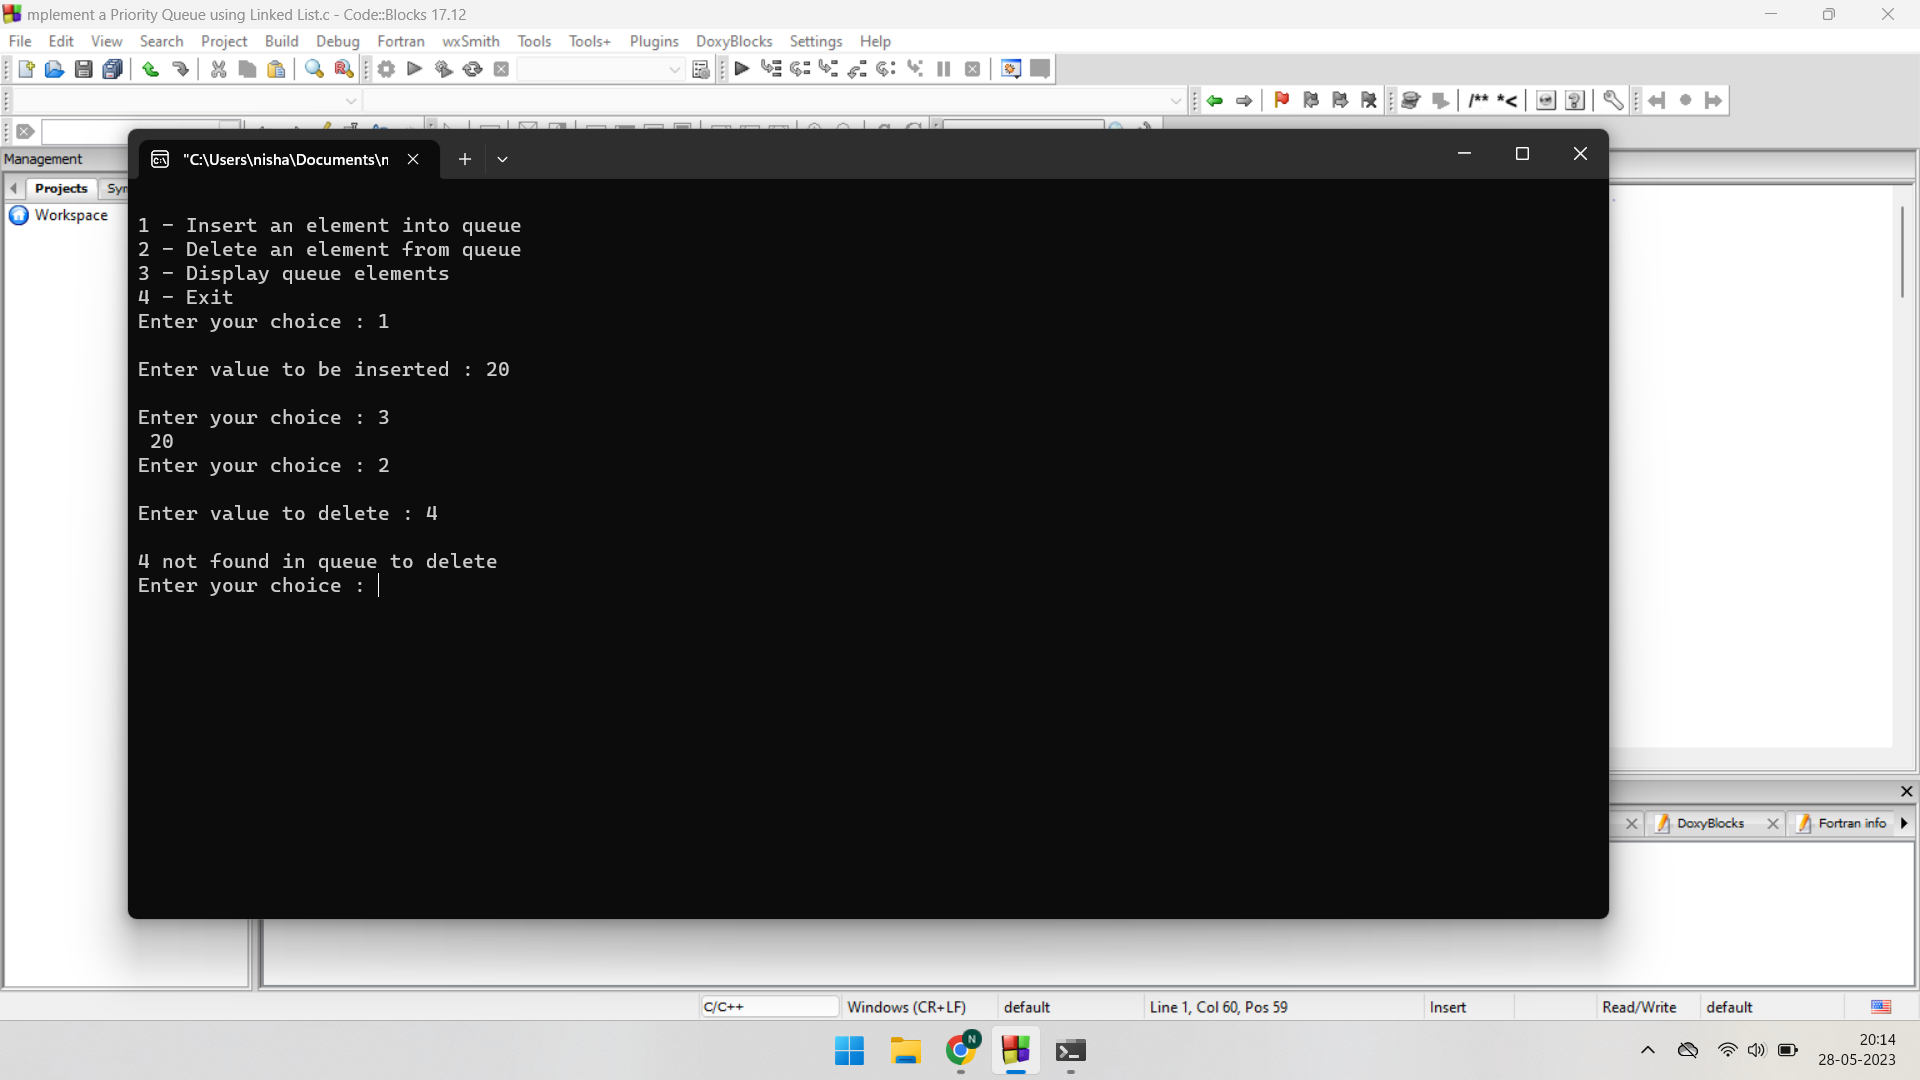 mplement a Priority Queue using Linked List.c - Code::Blocks 17.12
File Edit View Search Project Build Debug Fortran wxSmith Tools Tools+ Plugins DoxyBlocks Settings Help
/** *<
Management
"C:\Users\nisha\Documents\n
Projects
Workspace
1 - Insert an element into queue
2 - Delete an element from queue
3 - Display queue elements
4 - Exit
Enter your choice : 1
Enter value to be inserted : 20
Enter your choice : 3
20
Enter your choice : 2
Enter value to delete : 4
4 not found in queue to delete
Enter your choice :
DoxyBlocks
Fortran info
C/C++ Windows (CR+LF) default Line 1, Col 60, Pos 59 Insert Read/Write default
N
20:14
28-05-2023